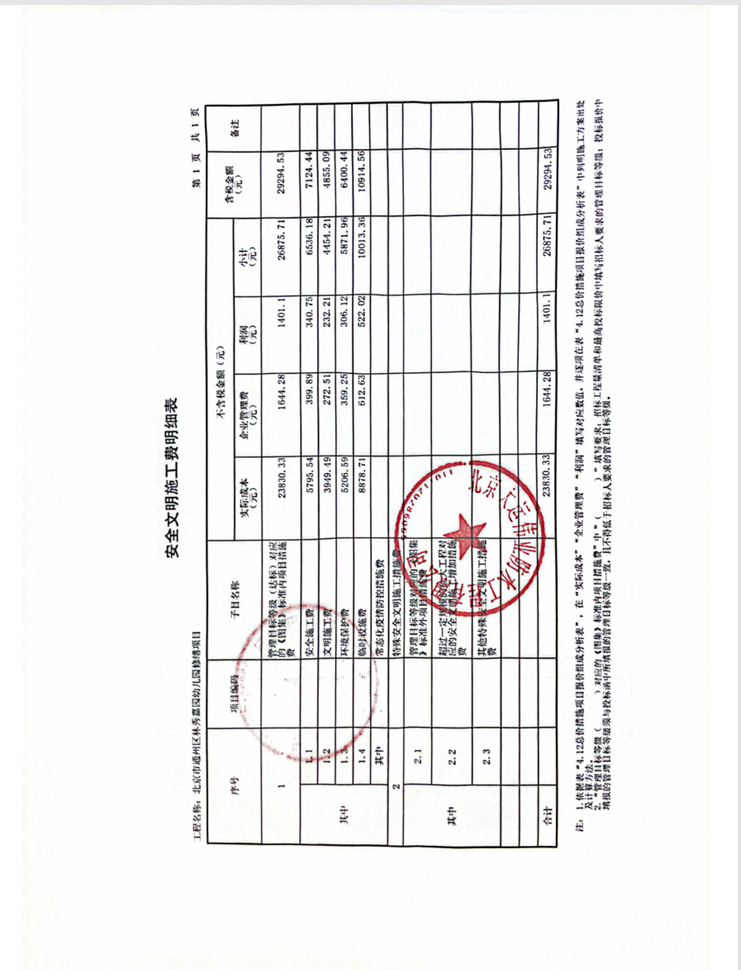 安全文明施工费明细表
工程名称：北京市通州区林秀嘉园幼儿园修缮项目 第 1 页 共 1 页
序号 项目编码 子目名称 不含税金额（元） 含税金额（元） 备注
实际成本（元） 企业管理费（元） 利润（元） 小计（元）
1 管理目标等级（达标）对应的《图集》标准内项目措施费 23830.33 1644.28 1401.1 26875.71 29294.53
其中
1.1 安全施工费 5795.54 399.89 340.75 6536.18 7124.44
1.2 文明施工费 3949.49 272.51 232.21 4454.21 4855.09
1.3 环境保护费 5206.59 359.25 306.12 5871.96 6400.44
1.4 临时设施费 8878.71 612.63 522.02 10013.36 10914.56
其中 常态化疫情防控措施费
2 特殊安全文明施工措施费
其中
2.1 管理目标等级对应的《图集》标准外项目措施费
2.2 超过一定规模的危大工程对应的安全文明施工增加措施费
2.3 其他特殊安全文明施工措施费
合计 23830.33 1644.28 1401.1 26875.71 29294.53
注：1.依据表“4.12总价措施项目报价组成分析表”，在“实际成本”“企业管理费”“利润”填写对应数值，并逐项在表“4.12总价措施项目报价组成分析表”中列明施工方案出处
及计算方法。
2.“管理目标等级（ ）对应的《图集》标准内项目措施费”中“（ ）”填写要求：招标工程量清单和最高投标限价中填写招标人要求的管理目标等级；投标报价中
填报的管理目标等级须与投标函中所填报的管理目标等级一致，且不得低于招标人要求的管理目标等级。